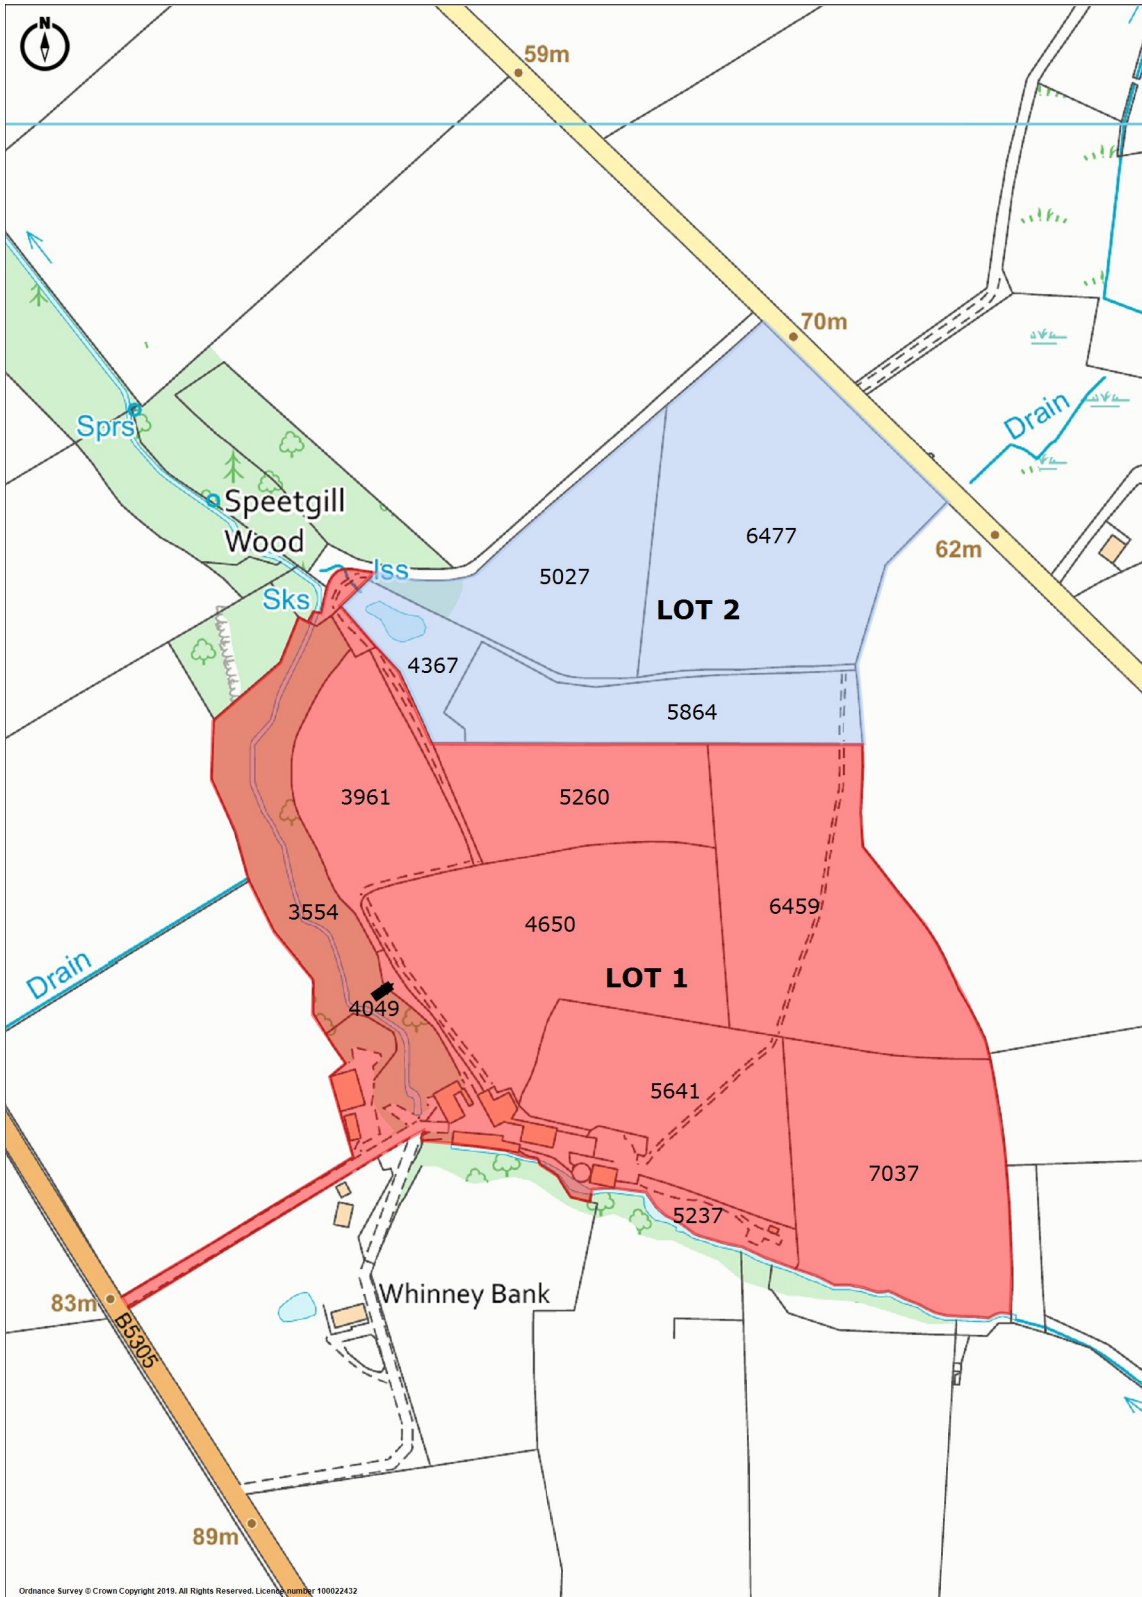 N
59m
70m
Drain
Sprs
Speetgill
Wood
62m
6477
Iss
5027
Sks
LOT 2
4367
5864
3961
5260
3554
4650
6459
Drain
LOT 1
4049
5641
7037
5237
Whinney Bank
83m
B5305
89m
Ordnance Survey © Crown Copyright 2019. All Rights Reserved. Licence number 100022432